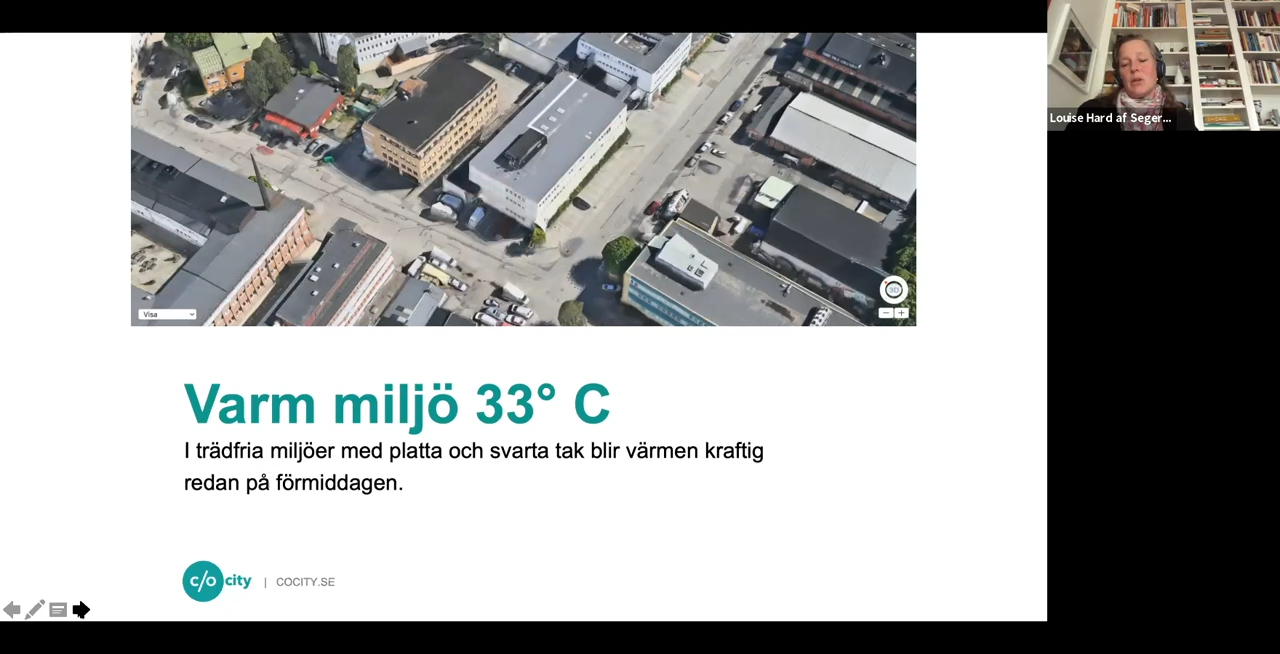 Louise Hard af Seger...
3D
Visa
Varm miljö 33° C
I trädfria miljöer med platta och svarta tak blir värmen kraftig
redan på förmiddagen.
c/o city | COCITY.SE